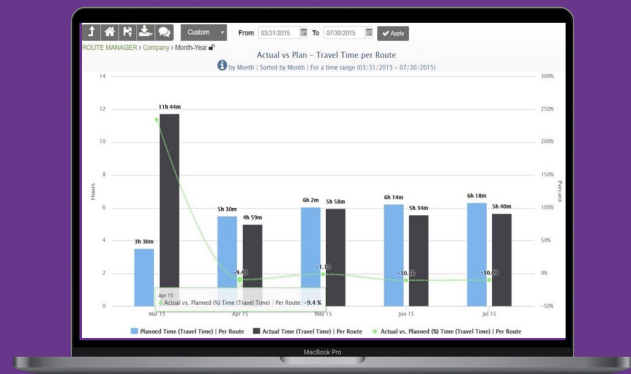 Custom
From 03/31/2015 To 07/30/2015 Apply
ROUTE MANAGER > Company > Month-Year
Actual vs Plan - Travel Time per Route
by Month | Sorted by Month | For a time range (03/31/2015 - 07/30/2015)
14 300%
12 250%
10 200%
8 150%
6 100%
4 50%
2 0%
0 -50%
Hours
Percent
11h 44m
3h 30m
5h 30m
4h 59m
6h 2m
5h 58m
6h 14m
5h 34m
6h 18m
5h 40m
Apr 15
Actual vs. Planned (%) Time (Travel Time) | Per Route: -9.4 %
Mar 15 Apr 15 May 15 Jun 15 Jul 15
Planned Time (Travel Time) | Per Route Actual Time (Travel Time) | Per Route Actual vs. Planned (%) Time (Travel Time) | Per Route
MacBook Pro